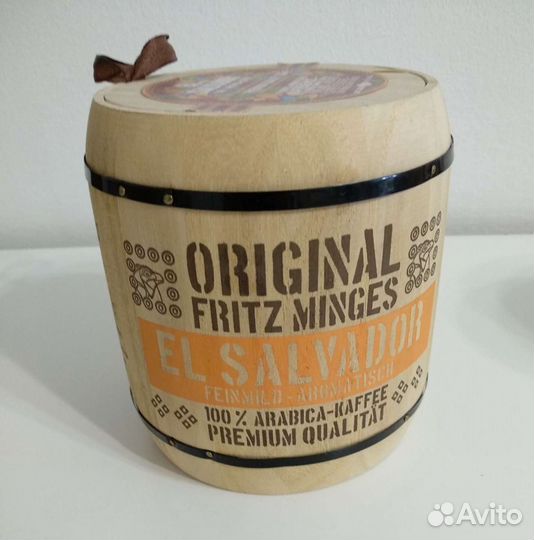 ORIGINAL
FRITZ MINGES
EL SALVADOR
FEINMILD - AROMATISCH
100% ARABICA-KAFFEE
PREMIUM QUALITÄT
Avito